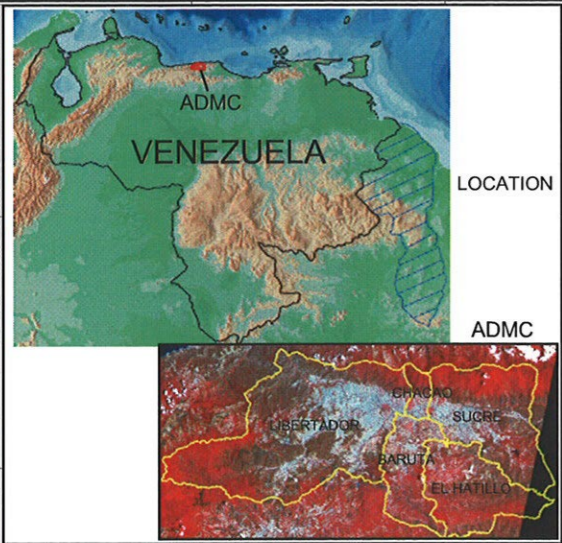 ADMC
VENEZUELA
LOCATION
ADMC
CHACAO
SUCRE
LIBERTADOR
BARUTA
EL HATILLO